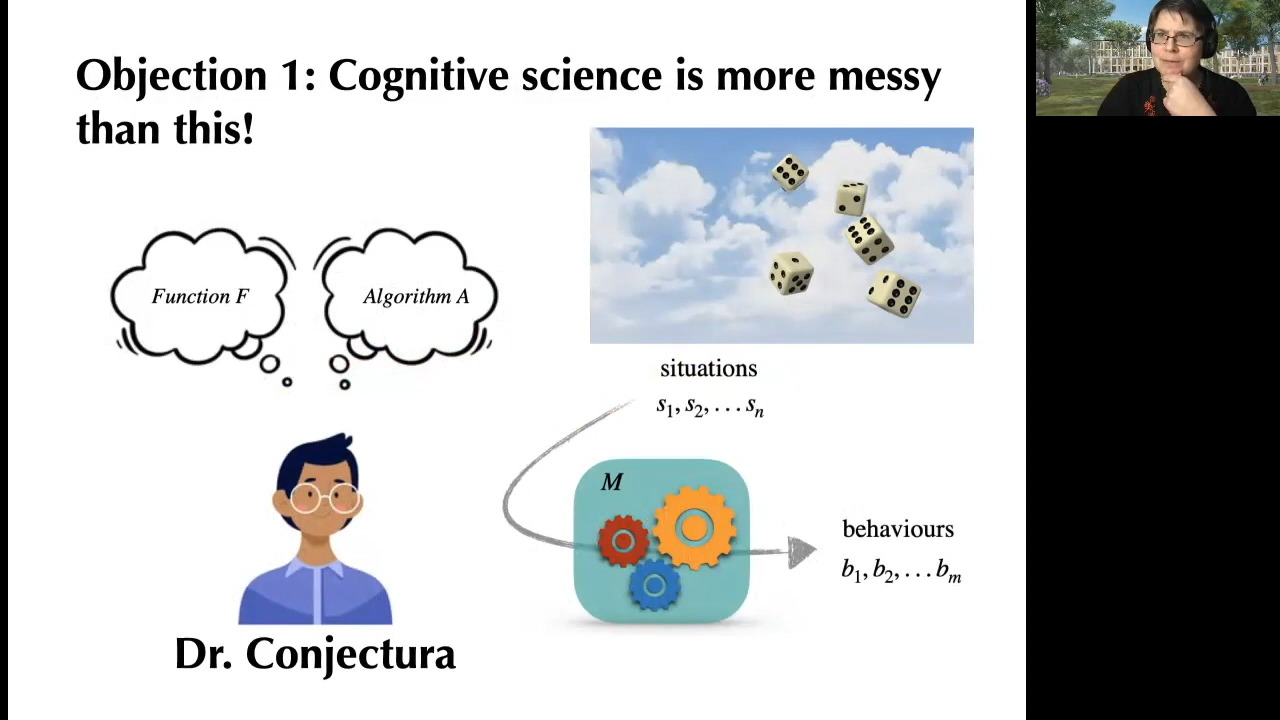 Objection 1: Cognitive science is more messy
than this!
Function F
Algorithm A
situations
s1, s2, . . . sn
M
behaviours
b1, b2, . . . bm
Dr. Conjectura